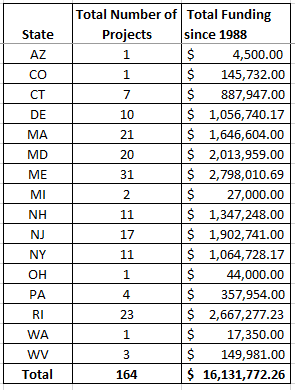 State Total Number of Projects Total Funding since 1988
AZ 1 $ 4,500.00
CO 1 $ 145,732.00
CT 7 $ 887,947.00
DE 10 $ 1,056,740.17
MA 21 $ 1,646,604.00
MD 20 $ 2,013,959.00
ME 31 $ 2,798,010.69
MI 2 $ 27,000.00
NH 11 $ 1,347,248.00
NJ 17 $ 1,902,741.00
NY 11 $ 1,064,728.17
OH 1 $ 44,000.00
PA 4 $ 357,954.00
RI 23 $ 2,667,277.23
WA 1 $ 17,350.00
WV 3 $ 149,981.00
Total 164 $ 16,131,772.26